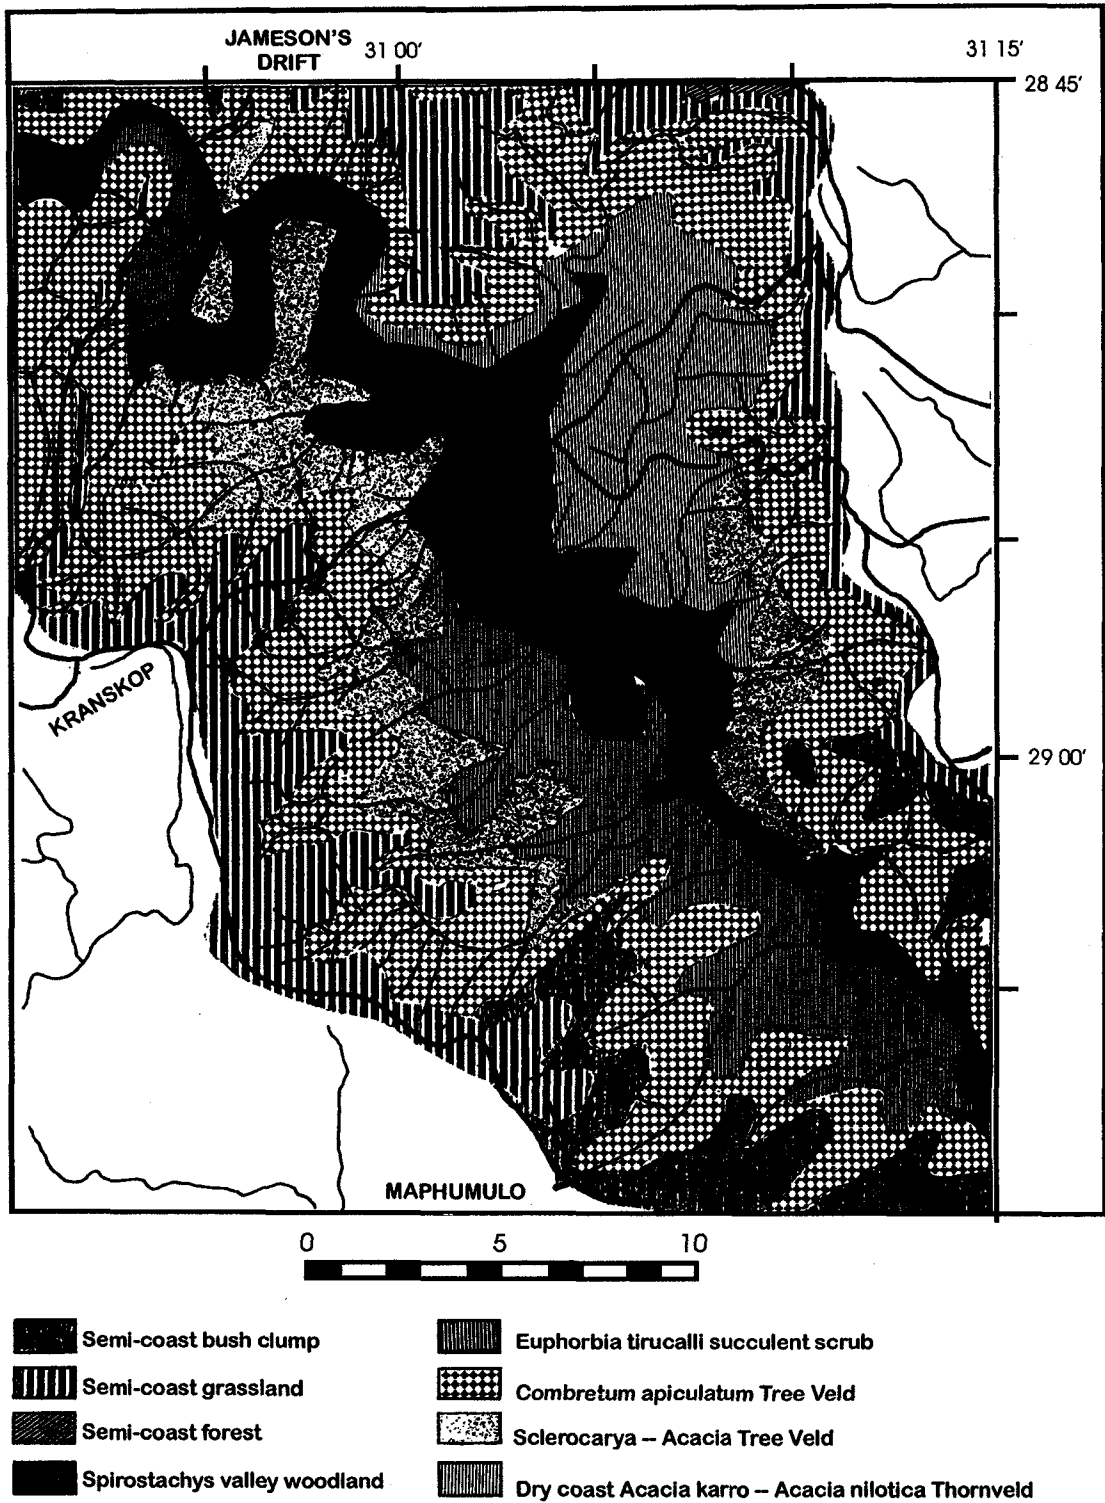 JAMESON'S
DRIFT
31 00'
31 15'
28 45'
KRANSKOP
29 00'
MAPHUMULO
0 5 10
Semi-coast bush clump
Semi-coast grassland
Semi-coast forest
Spirostachys valley woodland
Euphorbia tirucalli succulent scrub
Combretum apiculatum Tree Veld
Sclerocarya -- Acacia Tree Veld
Dry coast Acacia karro -- Acacia nilotica Thornveld